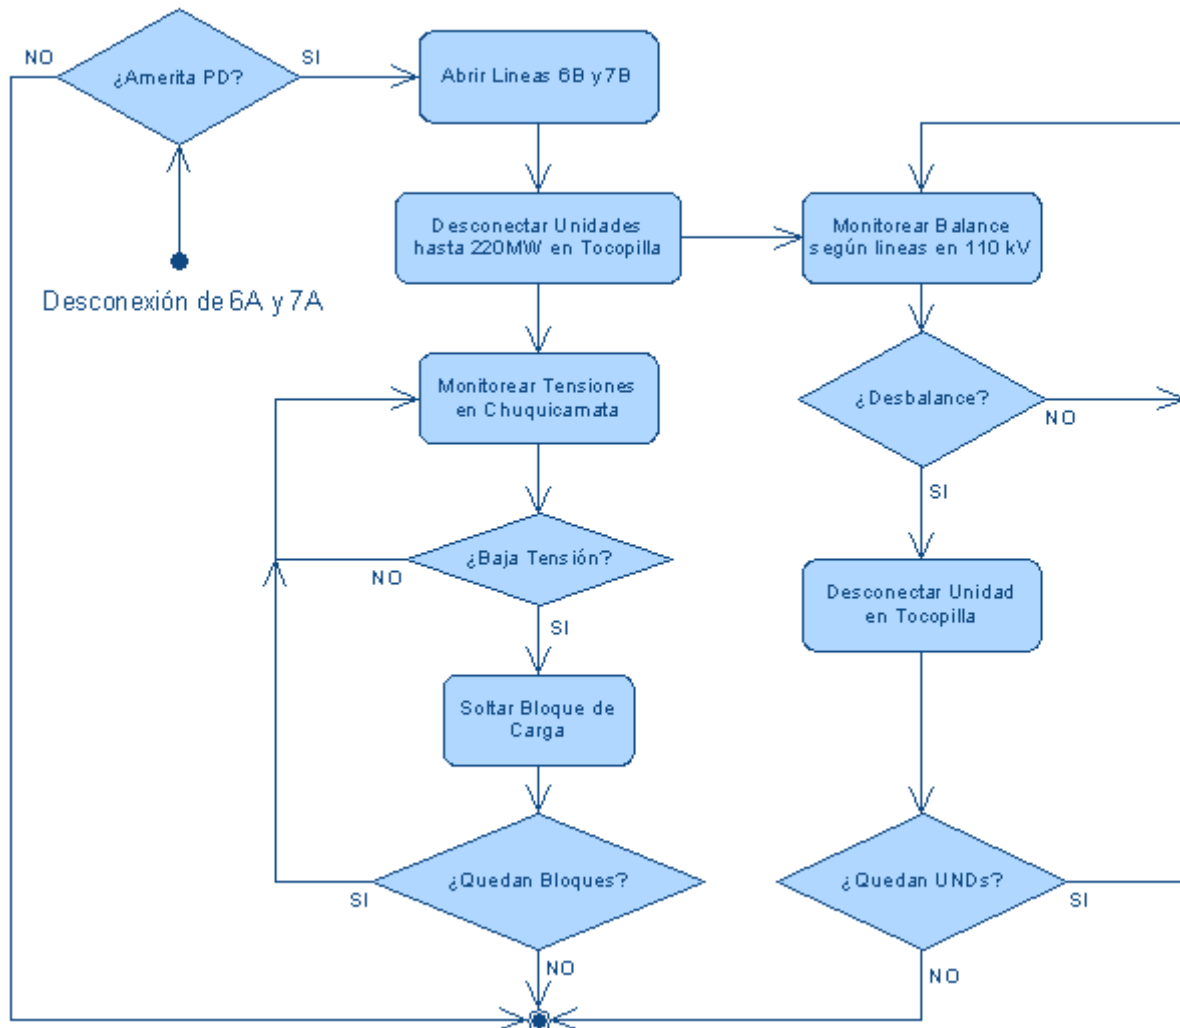 NO
¿Amerita PD?
SI
Abrir Lineas 6B y 7B
Desconexión de 6A y 7A
Desconectar Unidades
hasta 220MW en Tocopilla
Monitorear Balance
según lineas en 110 kV
Monitorear Tensiones
en Chuquicamata
¿Desbalance?
NO
SI
¿Baja Tensión?
NO
SI
Desconectar Unidad
en Tocopilla
Soltar Bloque de
Carga
¿Quedan Bloques?
SI
NO
¿Quedan UNDs?
SI
NO